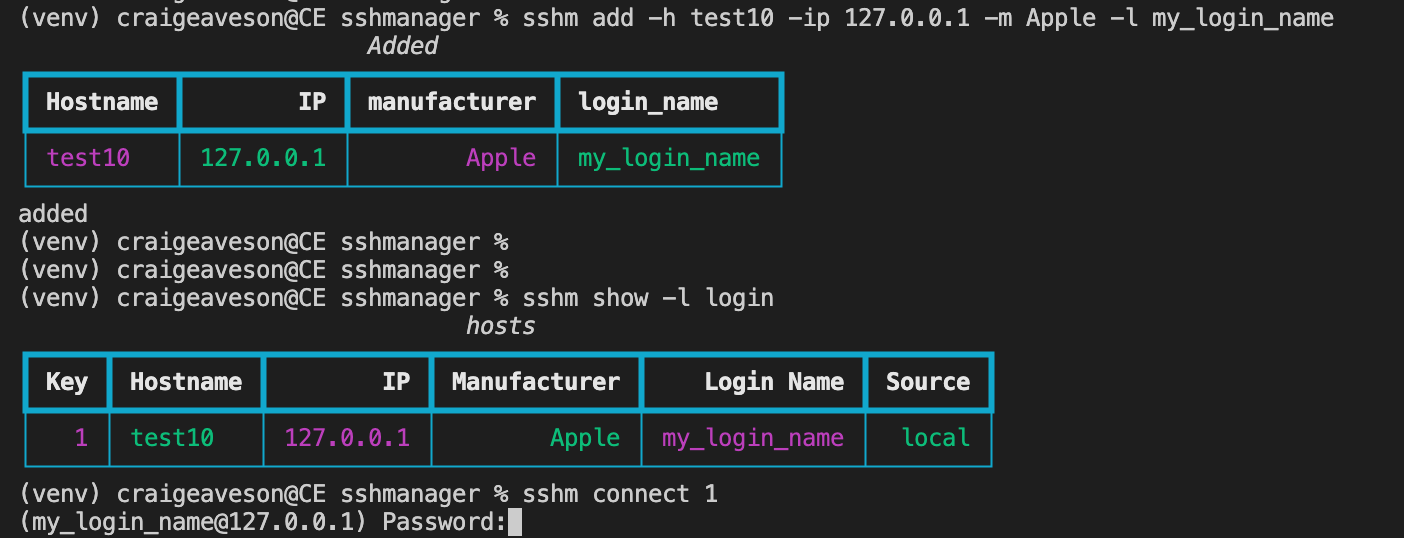 (venv) craigeaveson@CE sshmanager % sshm add -h test10 -ip 127.0.0.1 -m Apple -l my_login_name
Added
Hostname IP manufacturer login_name
test10 127.0.0.1 Apple my_login_name
added
(venv) craigeaveson@CE sshmanager %
(venv) craigeaveson@CE sshmanager %
(venv) craigeaveson@CE sshmanager % sshm show -l login
hosts
Key Hostname IP Manufacturer Login Name Source
1 test10 127.0.0.1 Apple my_login_name local
(venv) craigeaveson@CE sshmanager % sshm connect 1
(my_login_name@127.0.0.1) Password: